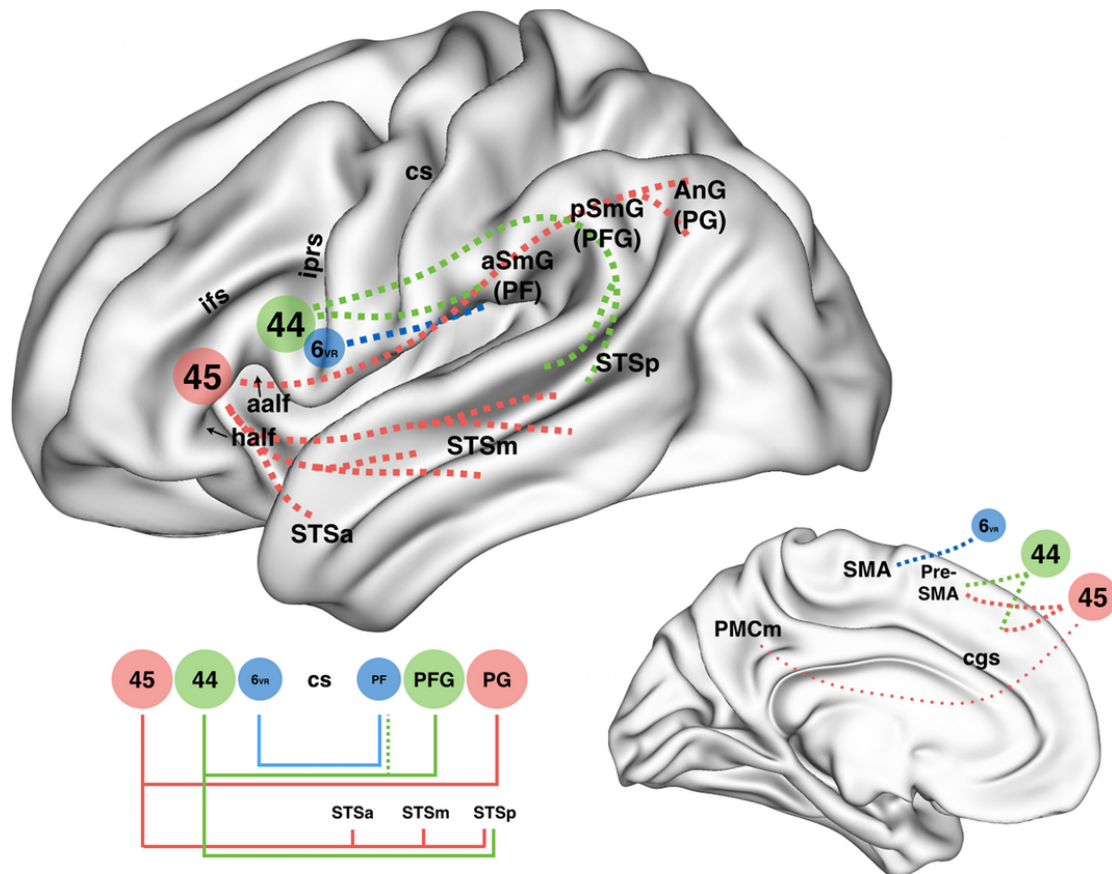 cs
iprs
ifs
44
6VR
45
aalf
half
aSmG
(PF)
pSmG
(PFG)
AnG
(PG)
STSp
STSm
STSa
6VR
44
45
SMA
Pre-
SMA
PMCm
cgs
45 44 6VR cs PF PFG PG
STSa STSm STSp